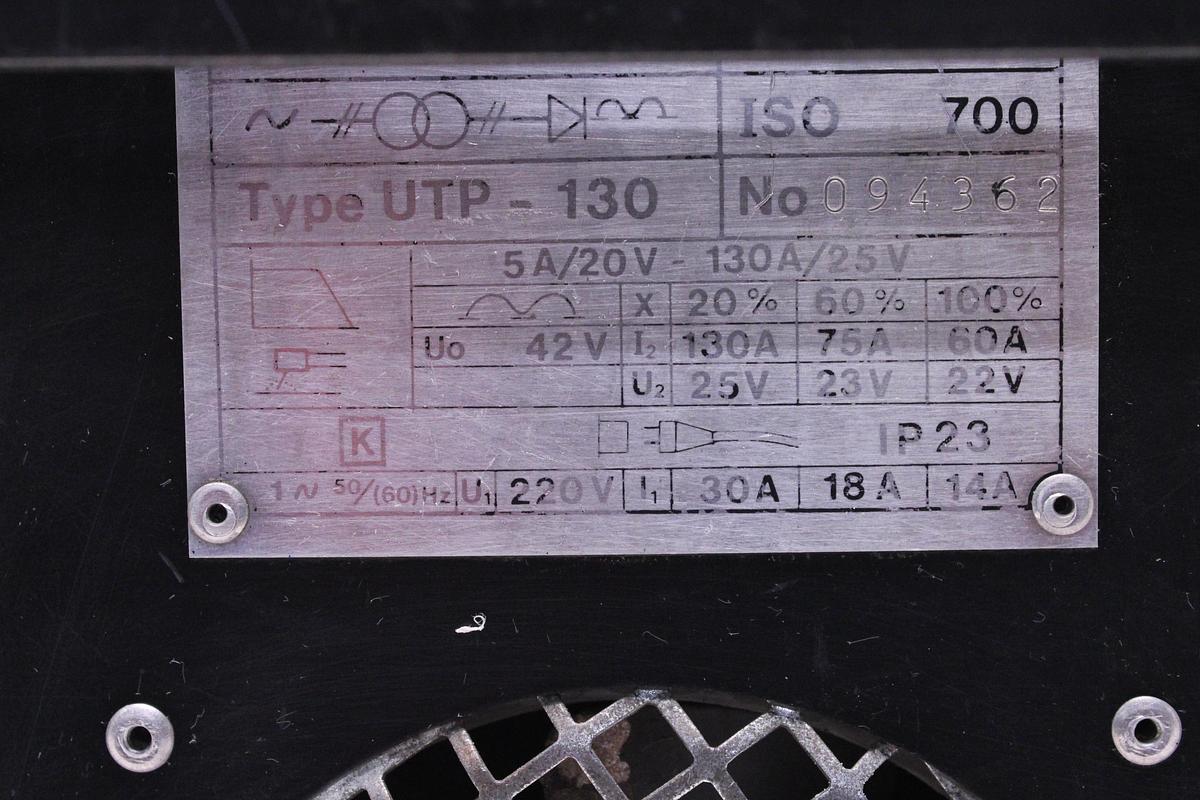 ISO 700
Type UTP - 130 No 094362
5A/20V - 130A/25V
X 20% 60% 100%
Uo 42V I2 130A 75A 60A
U2 25V 23V 22V
K IP23
1~ 50/(60)Hz U1 220V I1 30A 18A 14A